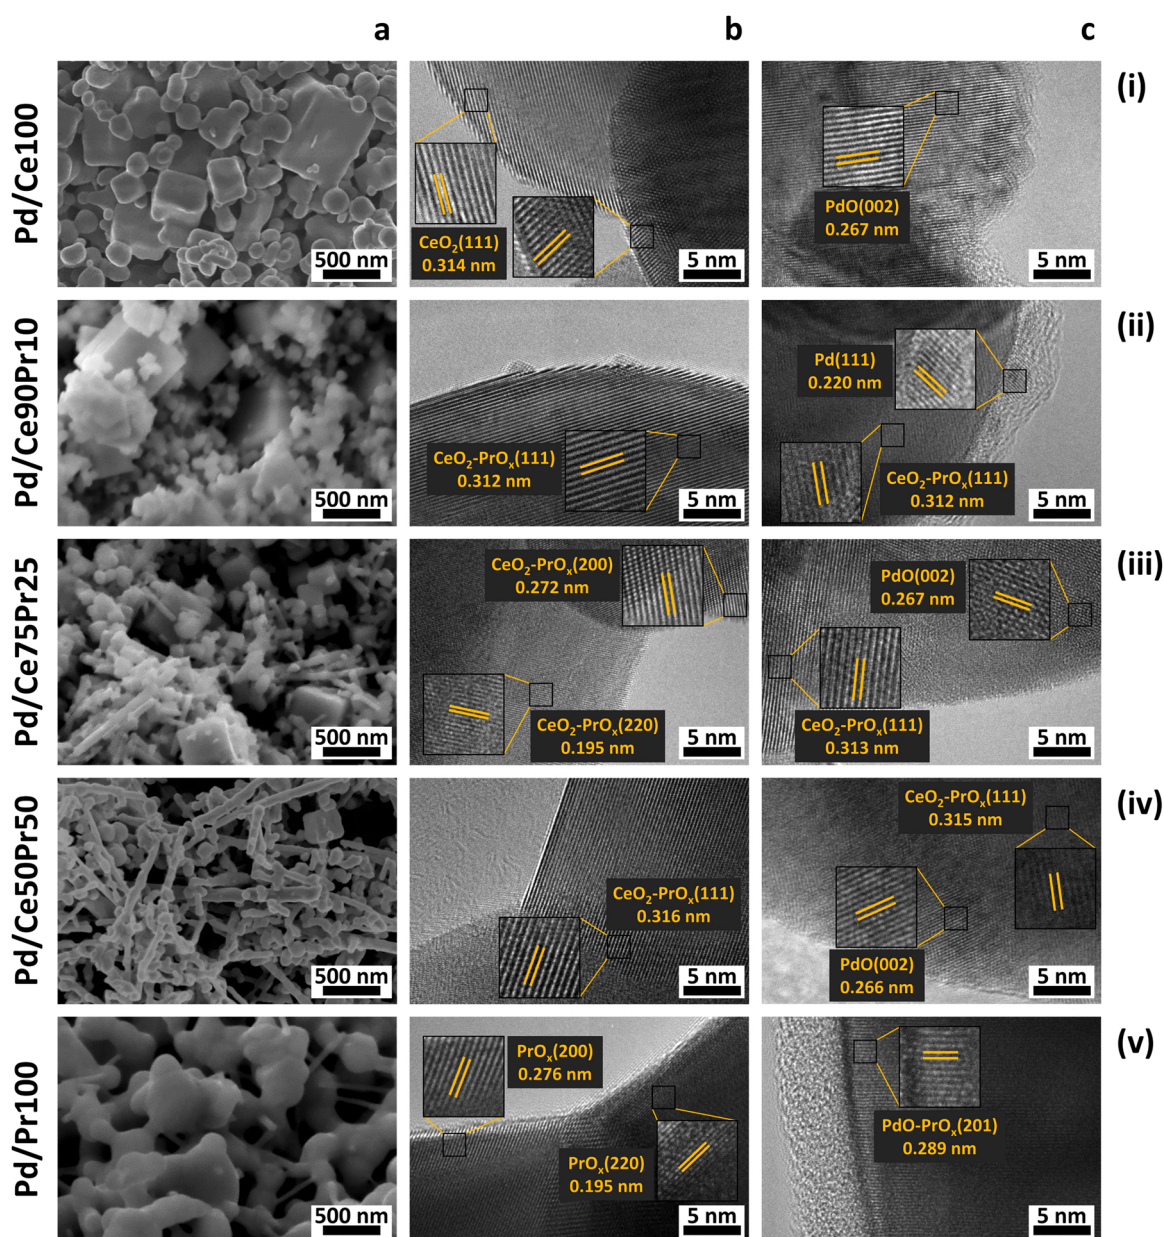 a b c
Pd/Ce100
500 nm
CeO₂(111)
0.314 nm
5 nm
PdO(002)
0.267 nm
5 nm
(i)
Pd/Ce90Pr10
500 nm
CeO₂-PrOₓ(111)
0.312 nm
5 nm
Pd(111)
0.220 nm
CeO₂-PrOₓ(111)
0.312 nm
5 nm
(ii)
Pd/Ce75Pr25
500 nm
CeO₂-PrOₓ(200)
0.272 nm
CeO₂-PrOₓ(220)
0.195 nm
5 nm
PdO(002)
0.267 nm
CeO₂-PrOₓ(111)
0.313 nm
5 nm
(iii)
Pd/Ce50Pr50
500 nm
CeO₂-PrOₓ(111)
0.316 nm
5 nm
CeO₂-PrOₓ(111)
0.315 nm
PdO(002)
0.266 nm
5 nm
(iv)
Pd/Pr100
500 nm
PrOₓ(200)
0.276 nm
PrOₓ(220)
0.195 nm
5 nm
PdO-PrOₓ(201)
0.289 nm
5 nm
(v)